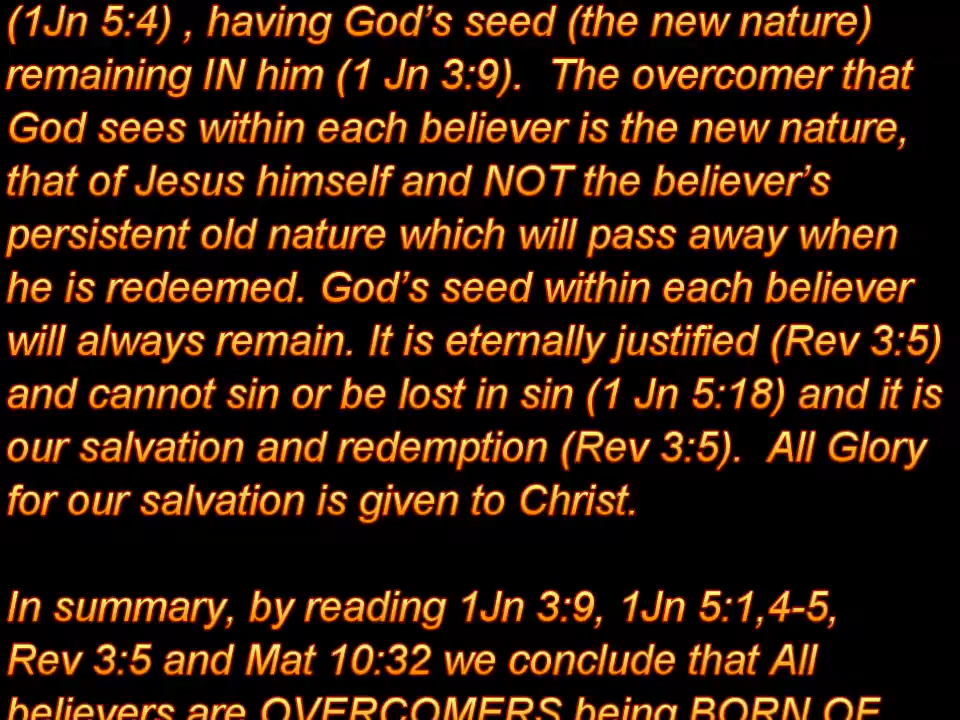 (1Jn 5:4) , having God’s seed (the new nature)
remaining IN him (1 Jn 3:9).  The overcomer that
God sees within each believer is the new nature,
that of Jesus himself and NOT the believer’s
persistent old nature which will pass away when
he is redeemed. God’s seed within each believer
will always remain. It is eternally justified (Rev 3:5)
and cannot sin or be lost in sin (1 Jn 5:18) and it is
our salvation and redemption (Rev 3:5).  All Glory
for our salvation is given to Christ.
In summary, by reading 1Jn 3:9, 1Jn 5:1,4-5,
Rev 3:5 and Mat 10:32 we conclude that All
believers are OVERCOMERS being BORN OF